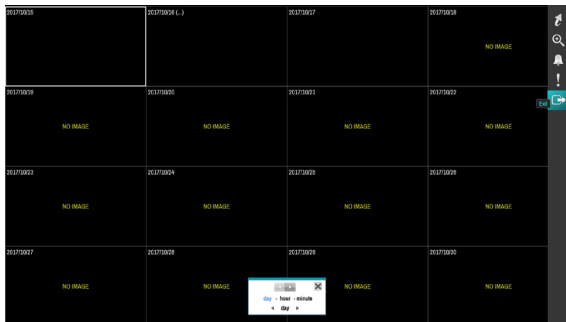 2017/10/15
2017/10/16 (...)
2017/10/17
2017/10/18
NO IMAGE
2017/10/19
2017/10/20
2017/10/21
2017/10/22
Exit
NO IMAGE
NO IMAGE
NO IMAGE
NO IMAGE
2017/10/23
2017/10/24
2017/10/25
2017/10/26
NO IMAGE
NO IMAGE
NO IMAGE
NO IMAGE
2017/10/27
2017/10/28
2017/10/29
2017/10/30
NO IMAGE
NO IMAGE
NO IMAGE
NO IMAGE
day - hour - minute
day